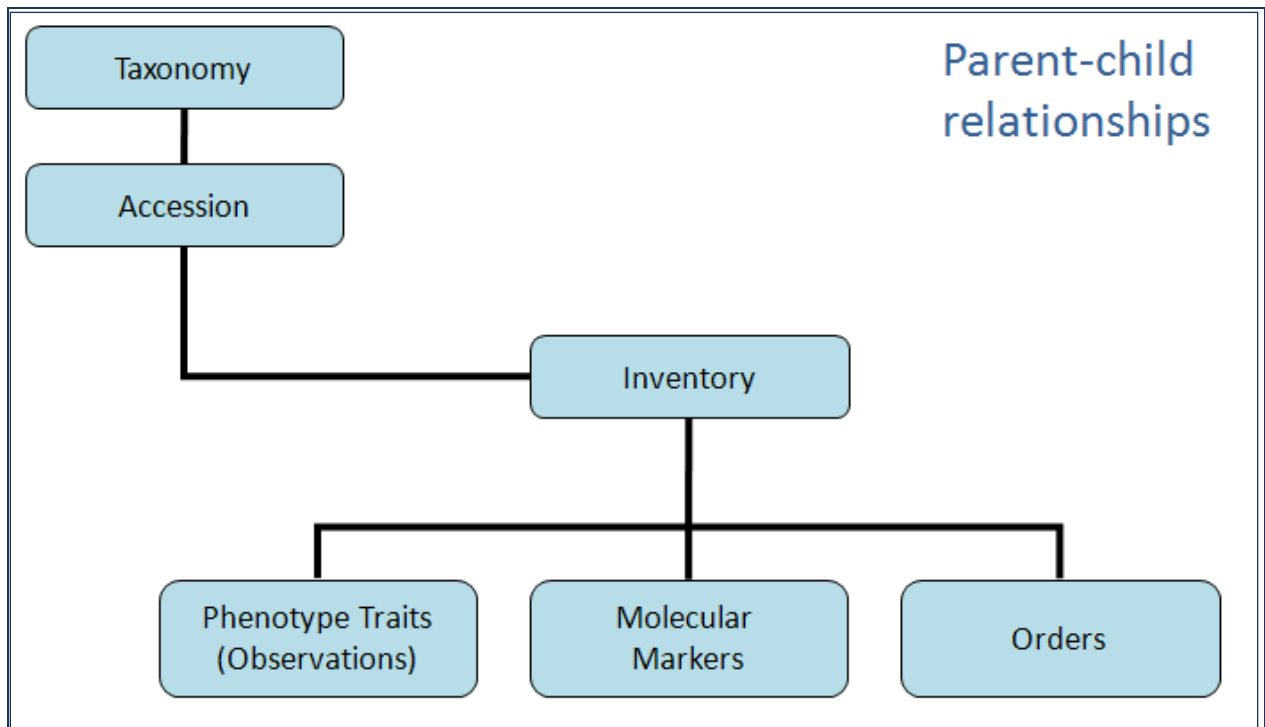 Parent-child
relationships
Taxonomy
Accession
Inventory
Phenotype Traits
(Observations)
Molecular
Markers
Orders